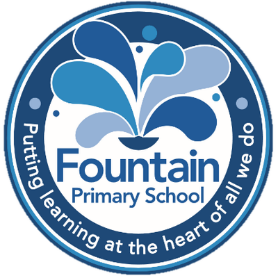 Fountain
Primary School
Putting learning at the heart of all we do